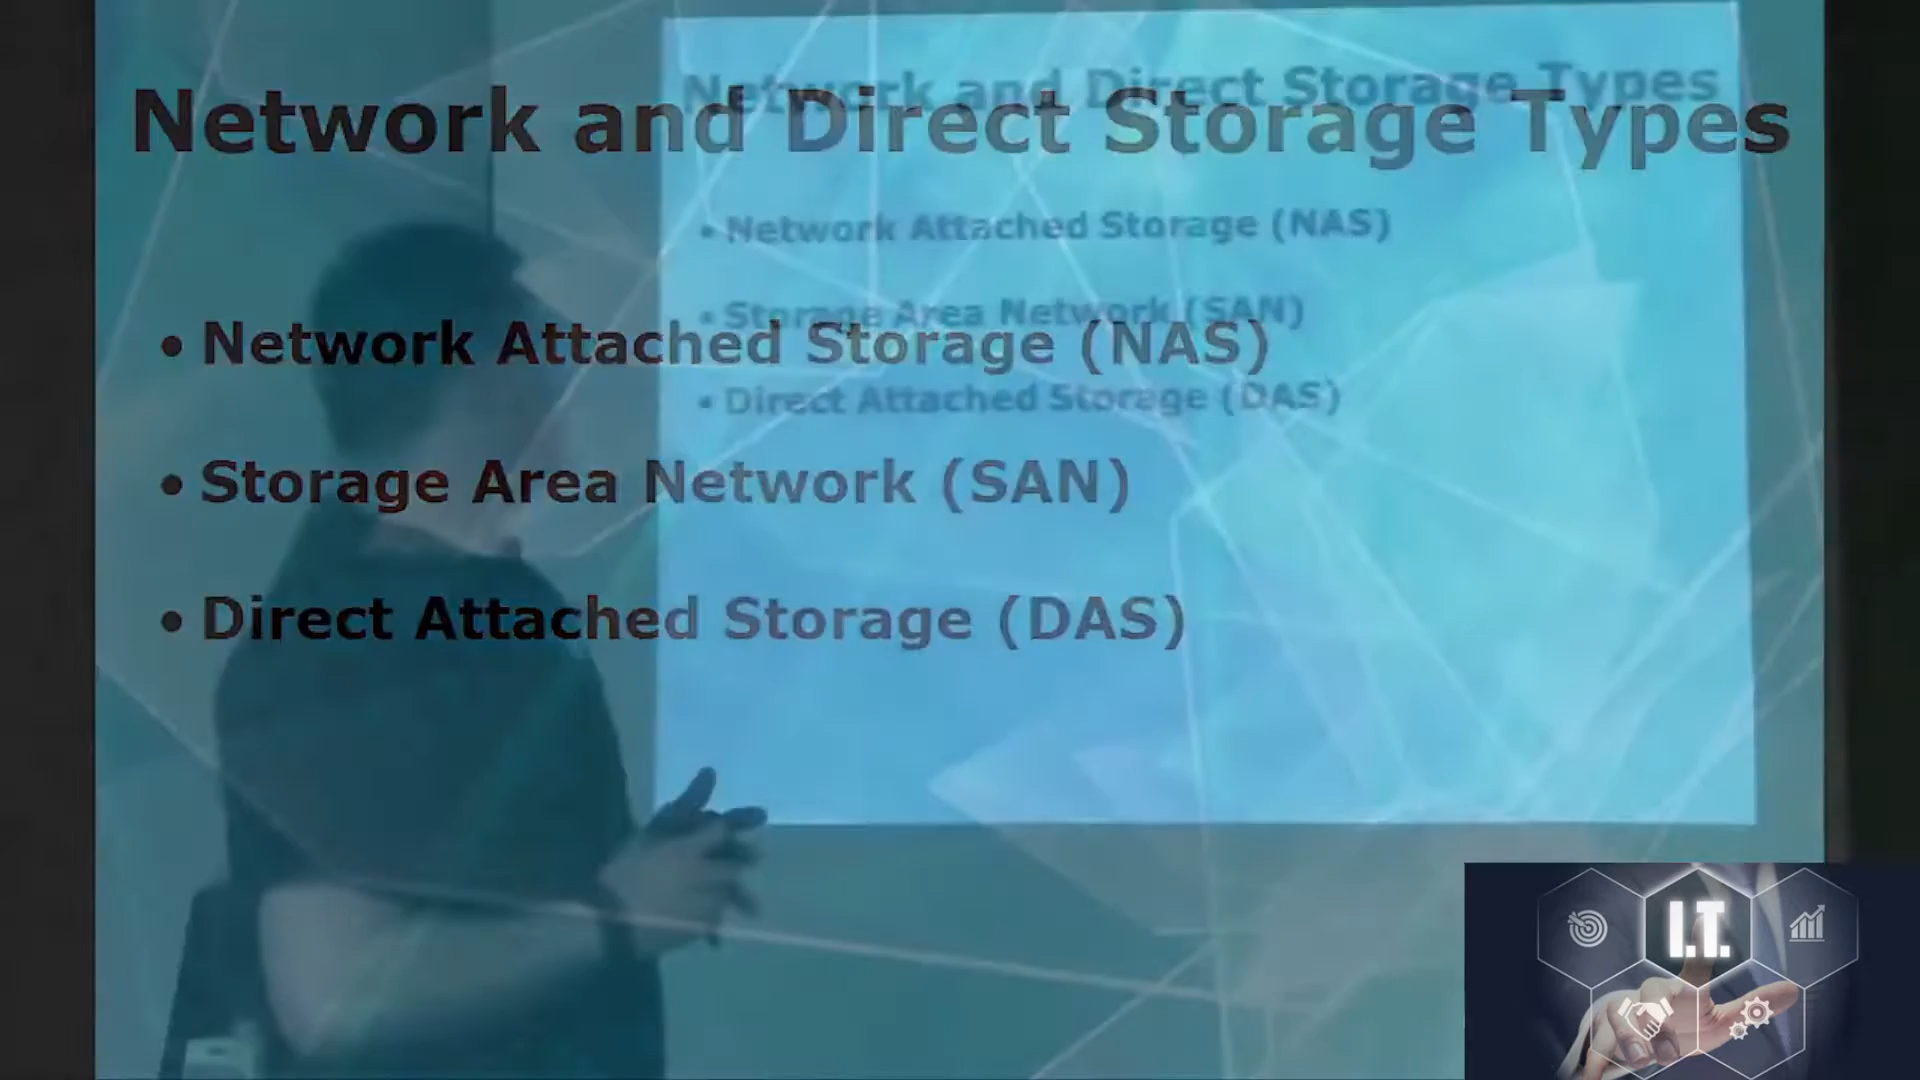 Network and Direct Storage Types
• Network Attached Storage (NAS)
• Storage Area Network (SAN)
• Direct Attached Storage (DAS)
Network and Direct Storage Types
• Network Attached Storage (NAS)
• Storage Area Network (SAN)
• Direct Attached Storage (DAS)
I.T.